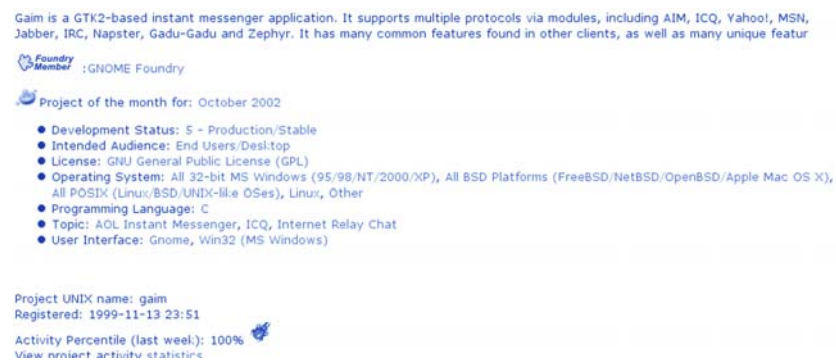 Gaim is a GTK2-based instant messenger application. It supports multiple protocols via modules, including AIM, ICQ, Yahoo!, MSN,
Jabber, IRC, Napster, Gadu-Gadu and Zephyr. It has many common features found in other clients, as well as many unique featur
Foundry
Member :GNOME Foundry
Project of the month for: October 2002
● Development Status: 5 - Production/Stable
● Intended Audience: End Users/Desktop
● License: GNU General Public License (GPL)
● Operating System: All 32-bit MS Windows (95/98/NT/2000/XP), All BSD Platforms (FreeBSD/NetBSD/OpenBSD/Apple Mac OS X),
All POSIX (Linux/BSD/UNIX-like OSes), Linux, Other
● Programming Language: C
● Topic: AOL Instant Messenger, ICQ, Internet Relay Chat
● User Interface: Gnome, Win32 (MS Windows)
Project UNIX name: gaim
Registered: 1999-11-13 23:51
Activity Percentile (last week): 100%
View project activity statistics